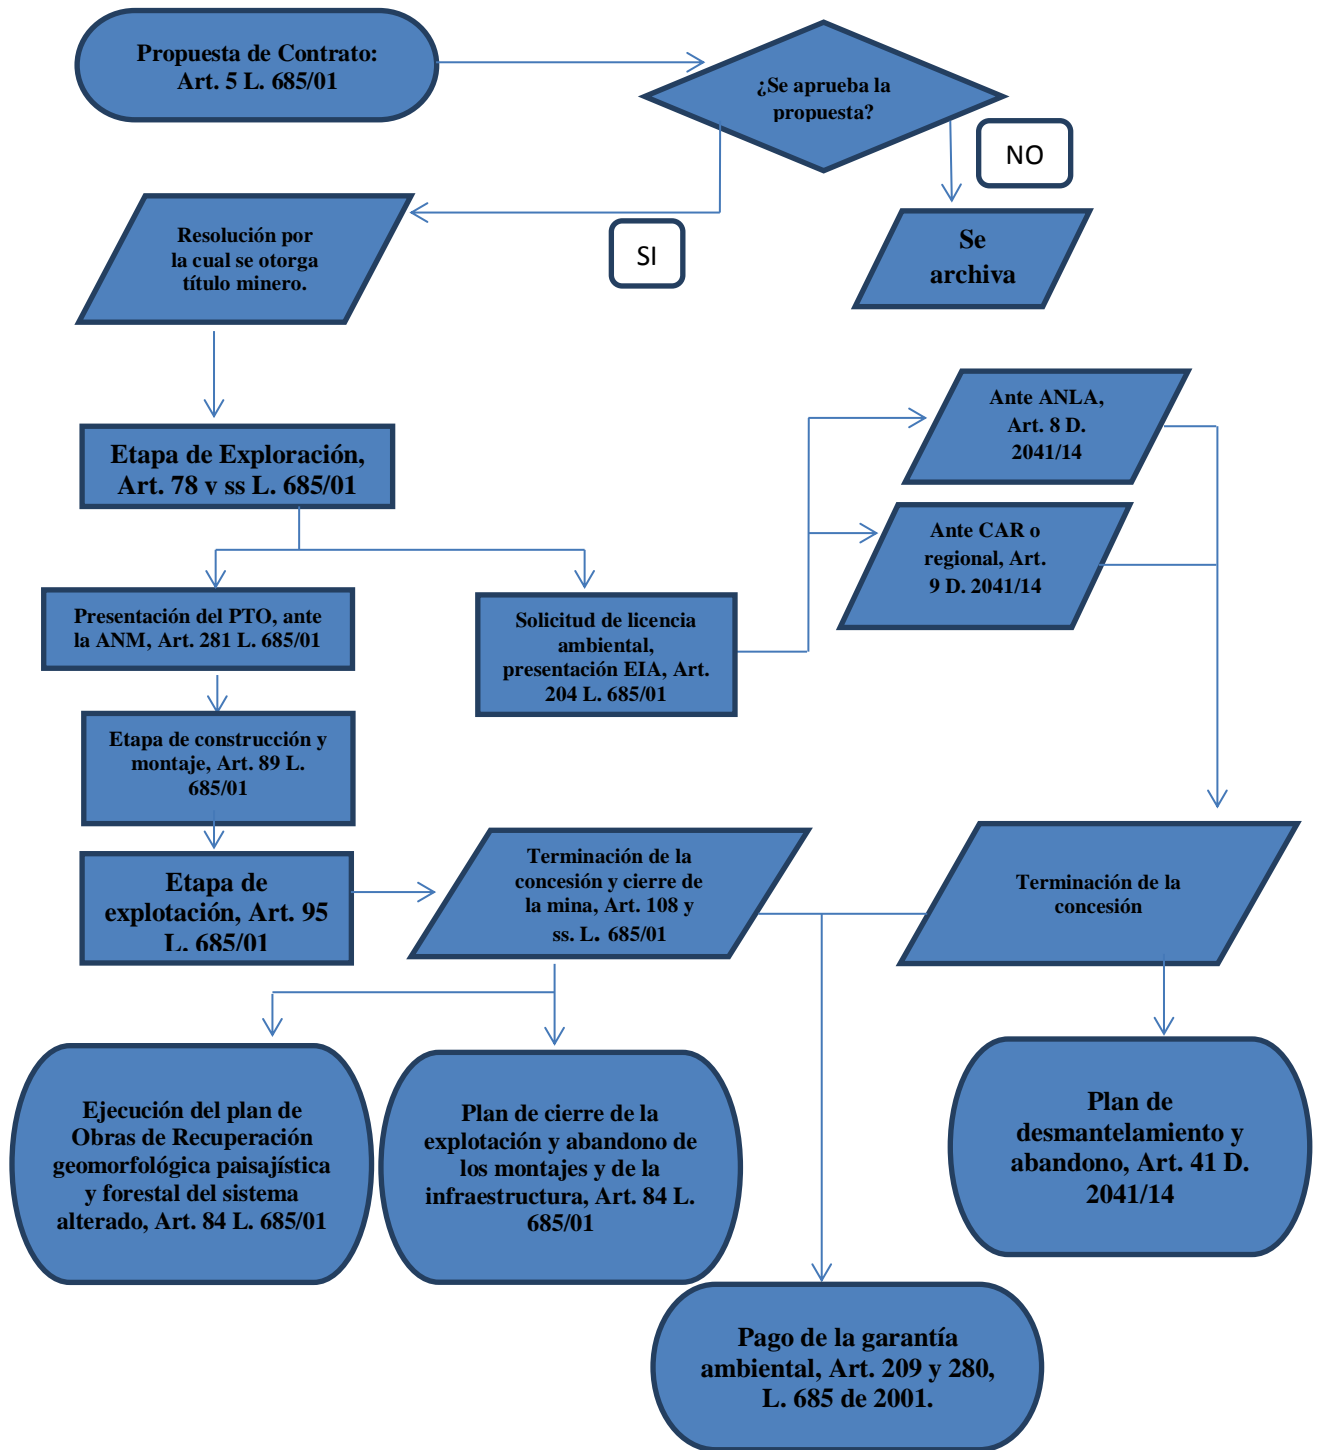 Propuesta de Contrato:
Art. 5 L. 685/01
¿Se aprueba la
propuesta?
NO
SI
Se
archiva
Resolución por
la cual se otorga
título minero.
Etapa de Exploración,
Art. 78 y ss L. 685/01
Ante ANLA,
Art. 8 D.
2041/14
Ante CAR o
regional, Art.
9 D. 2041/14
Presentación del PTO, ante
la ANM, Art. 281 L. 685/01
Solicitud de licencia
ambiental,
presentación EIA, Art.
204 L. 685/01
Etapa de construcción y
montaje, Art. 89 L.
685/01
Etapa de
explotación, Art. 95
L. 685/01
Terminación de la
concesión y cierre de
la mina, Art. 108 y
ss. L. 685/01
Terminación de la
concesión
Ejecución del plan de
Obras de Recuperación
geomorfológica paisajística
y forestal del sistema
alterado, Art. 84 L. 685/01
Plan de cierre de la
explotación y abandono de
los montajes y de la
infraestructura, Art. 84 L.
685/01
Plan de
desmantelamiento y
abandono, Art. 41 D.
2041/14
Pago de la garantía
ambiental, Art. 209 y 280,
L. 685 de 2001.